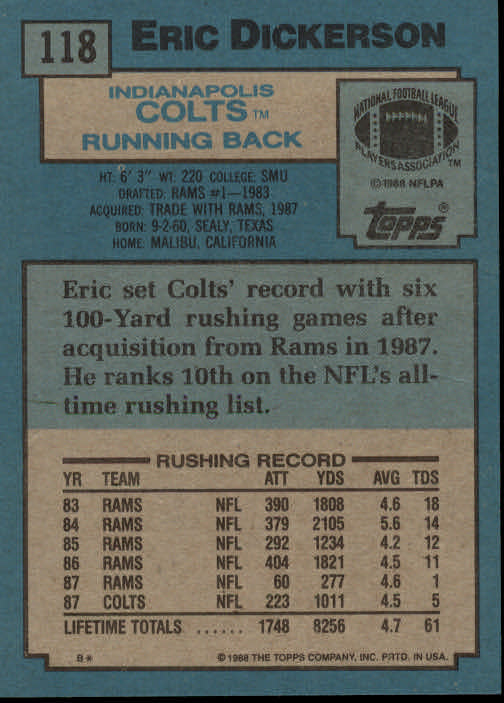 118
ERIC DICKERSON
INDIANAPOLIS
COLTS™
RUNNING BACK
HT: 6' 3" WT: 220 COLLEGE: SMU
DRAFTED: RAMS #1—1983
ACQUIRED: TRADE WITH RAMS, 1987
BORN: 9-2-60, SEALY, TEXAS
HOME: MALIBU, CALIFORNIA
NATIONAL FOOTBALL LEAGUE
PLAYERS ASSOCIATION™
©1988 NFLPA
Topps®
Eric set Colts' record with six
100-Yard rushing games after
acquisition from Rams in 1987.
He ranks 10th on the NFL's all-
time rushing list.
RUSHING RECORD
YR TEAM ATT YDS AVG TDS
83 RAMS NFL 390 1808 4.6 18
84 RAMS NFL 379 2105 5.6 14
85 RAMS NFL 292 1234 4.2 12
86 RAMS NFL 404 1821 4.5 11
87 RAMS NFL 60 277 4.6 1
87 COLTS NFL 223 1011 4.5 5
LIFETIME TOTALS ...... 1748 8256 4.7 61
B* ©1988 THE TOPPS COMPANY, INC. PRTD. IN USA.